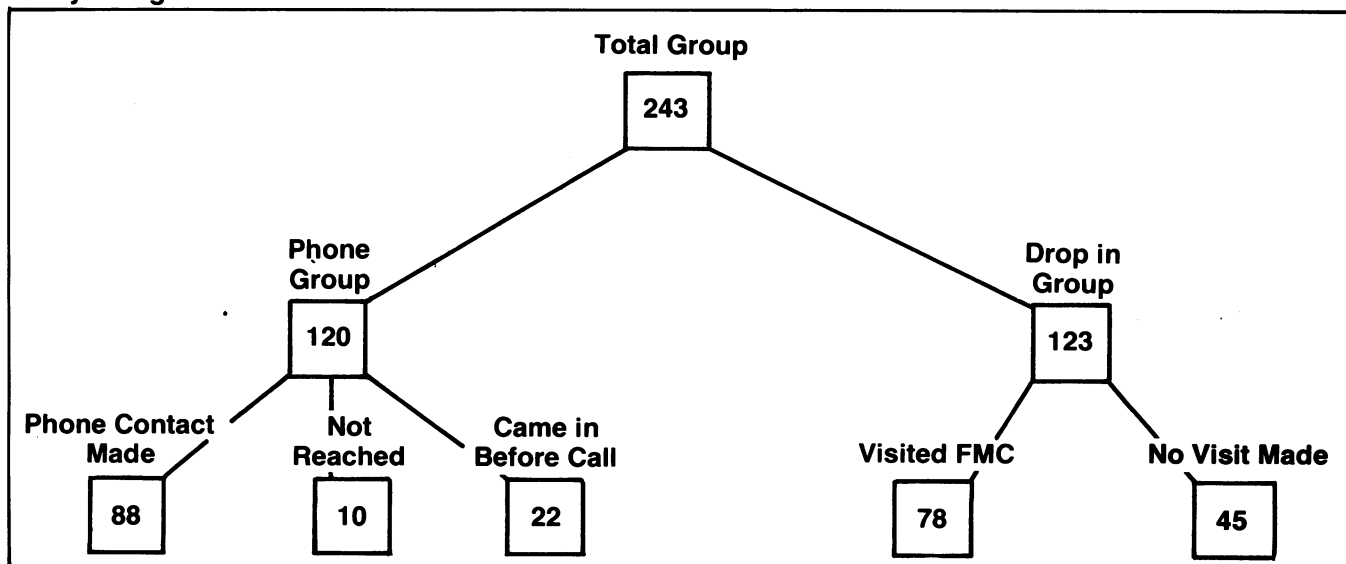 Total Group
243
Phone
Group
120
Drop in
Group
123
Phone Contact
Made
88
Not
Reached
10
Came in
Before Call
22
Visited FMC
78
No Visit Made
45